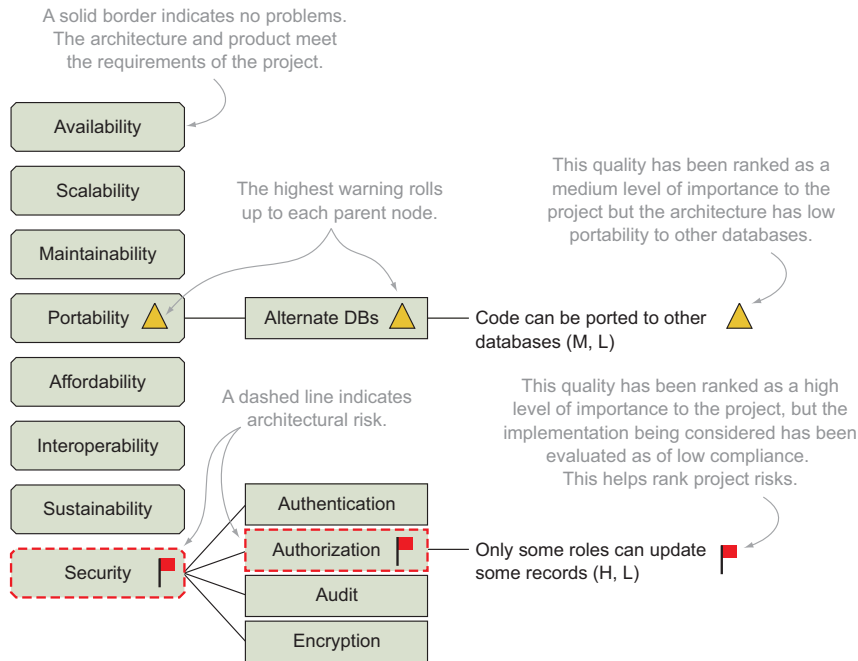 A solid border indicates no problems.
The architecture and product meet
the requirements of the project.
Availability
Scalability
Maintainability
Portability
Affordability
Interoperability
Sustainability
Security
The highest warning rolls
up to each parent node.
Alternate DBs
Code can be ported to other
databases (M, L)
This quality has been ranked as a
medium level of importance to the
project but the architecture has low
portability to other databases.
A dashed line indicates
architectural risk.
Authentication
Authorization
Audit
Encryption
Only some roles can update
some records (H, L)
This quality has been ranked as a high
level of importance to the project, but the
implementation being considered has been
evaluated as of low compliance.
This helps rank project risks.